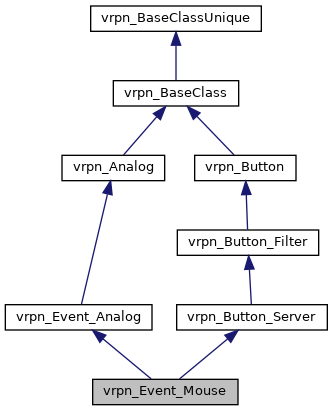 vrpn_BaseClassUnique
vrpn_BaseClass
vrpn_Analog
vrpn_Button
vrpn_Button_Filter
vrpn_Event_Analog
vrpn_Button_Server
vrpn_Event_Mouse